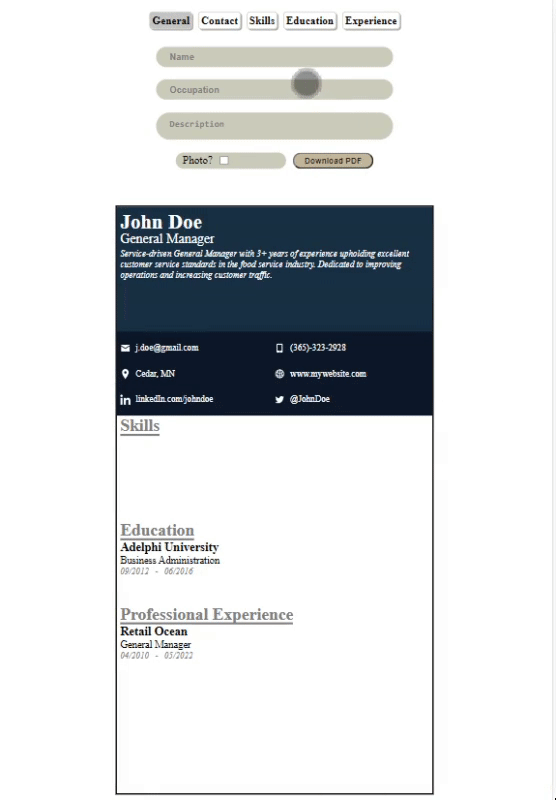 General Contact Skills Education Experience
Name
Occupation
Description
Photo? Download PDF
John Doe
General Manager
Service-driven General Manager with 3+ years of experience upholding excellent
customer service standards in the food service industry. Dedicated to improving
operations and increasing customer traffic.
j.doe@gmail.com (365)-323-2928
Cedar, MN www.mywebsite.com
linkedln.com/johndoe @JohnDoe
Skills
Education
Adelphi University
Business Administration
09/2012 - 06/2016
Professional Experience
Retail Ocean
General Manager
04/2010 - 05/2022